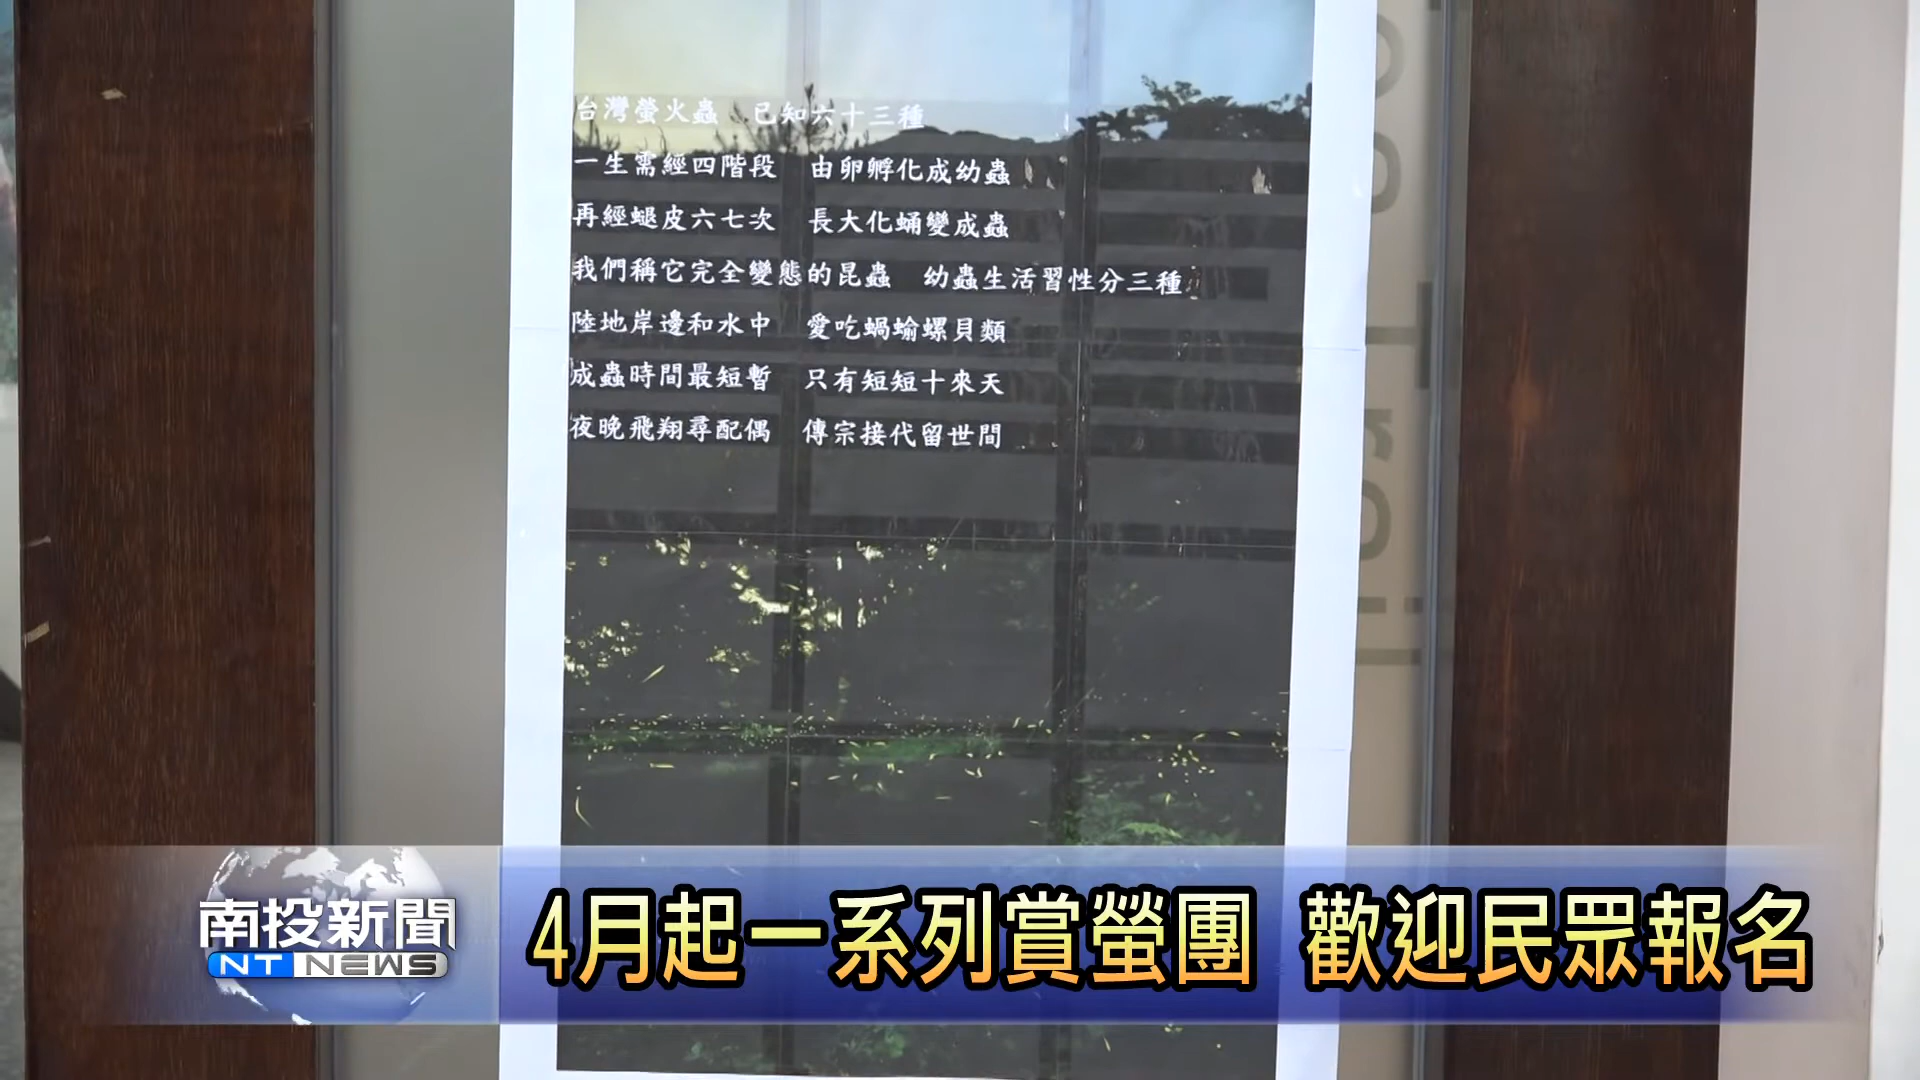 台灣螢火蟲 已知六十三種
一生需經四階段 由卵孵化成幼蟲
再經蛻皮六七次 長大化蛹變成蟲
我們稱它完全變態的昆蟲 幼蟲生活習性分三種
陸地岸邊和水中 愛吃蝸蝓螺貝類
成蟲時間最短暫 只有短短十來天
夜晚飛翔尋配偶 傳宗接代留世間
南投新聞
NT NEWS
4月起一系列賞螢團 歡迎民眾報名